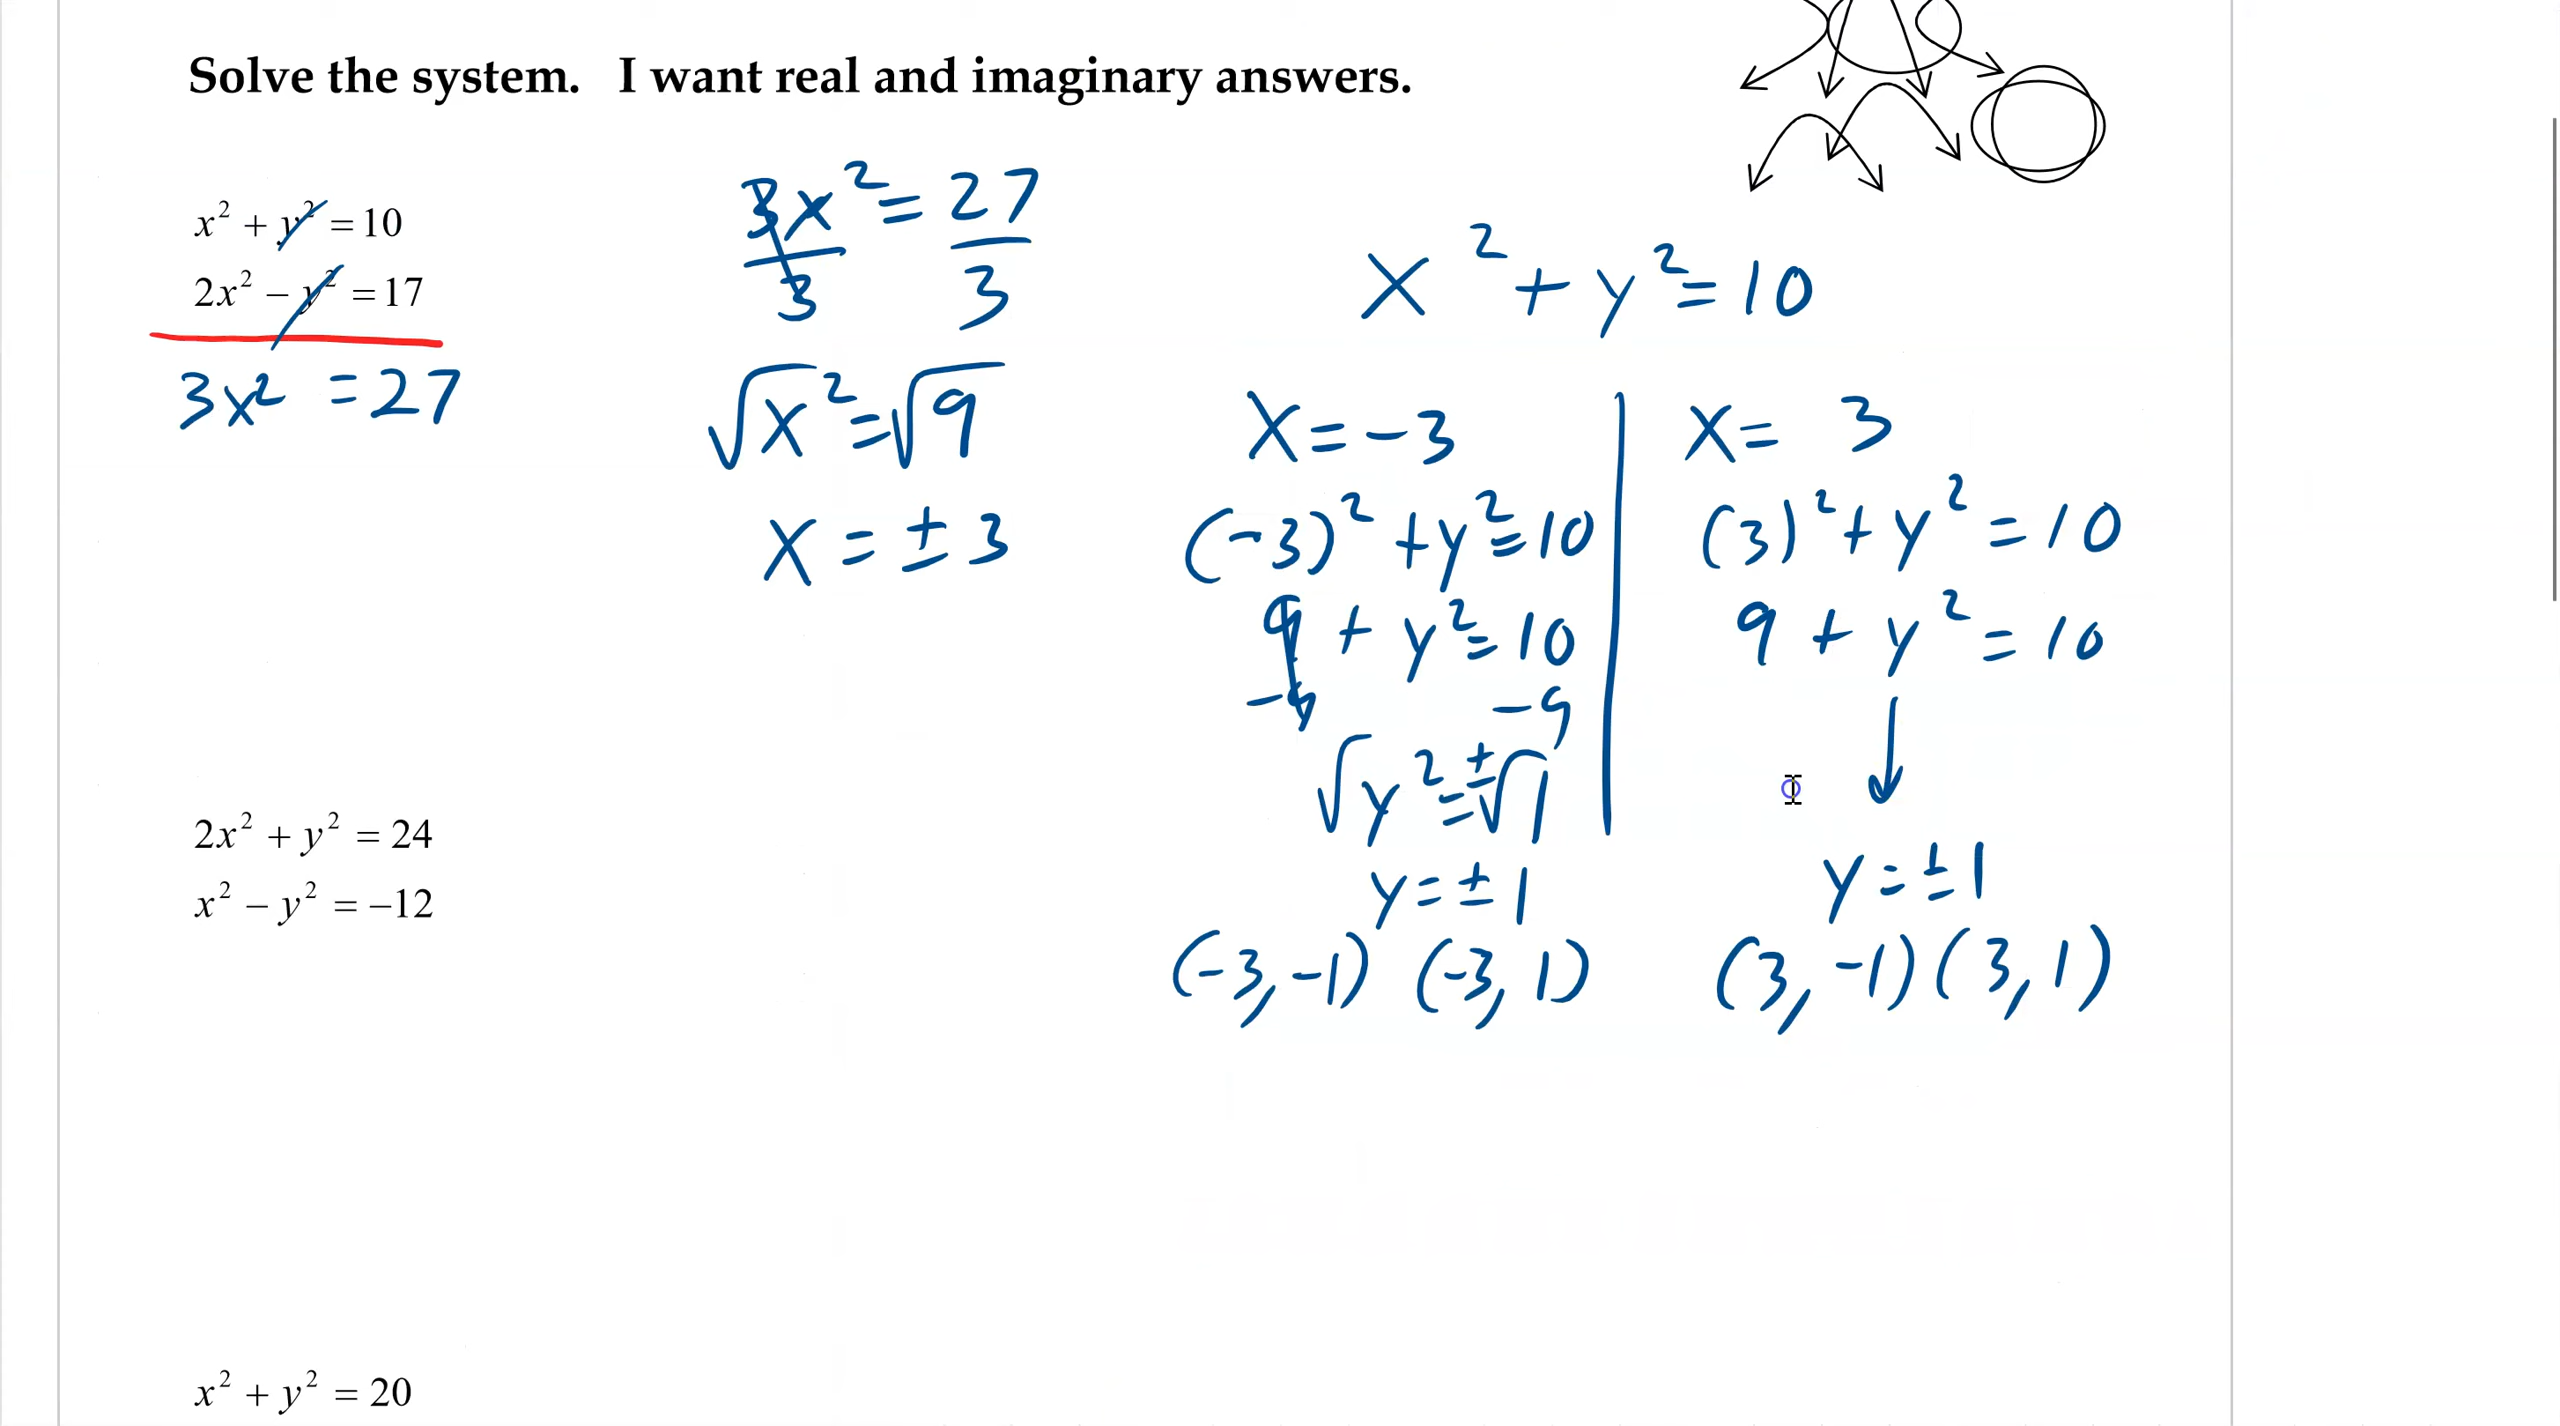 Solve the system. I want real and imaginary answers.
x² + y² = 10
2x² − y² = 17
3x² = 27
3x² = 27
3 3
√x² = √9
x = ± 3
x² + y² = 10
x = -3
(-3)² + y² = 10
9 + y² = 10
-9 -9
√y² = ±√1
y = ± 1
(-3, -1) (-3, 1)
x = 3
(3)² + y² = 10
9 + y² = 10
y = ± 1
(3, -1) (3, 1)
2x² + y² = 24
x² − y² = −12
x² + y² = 20